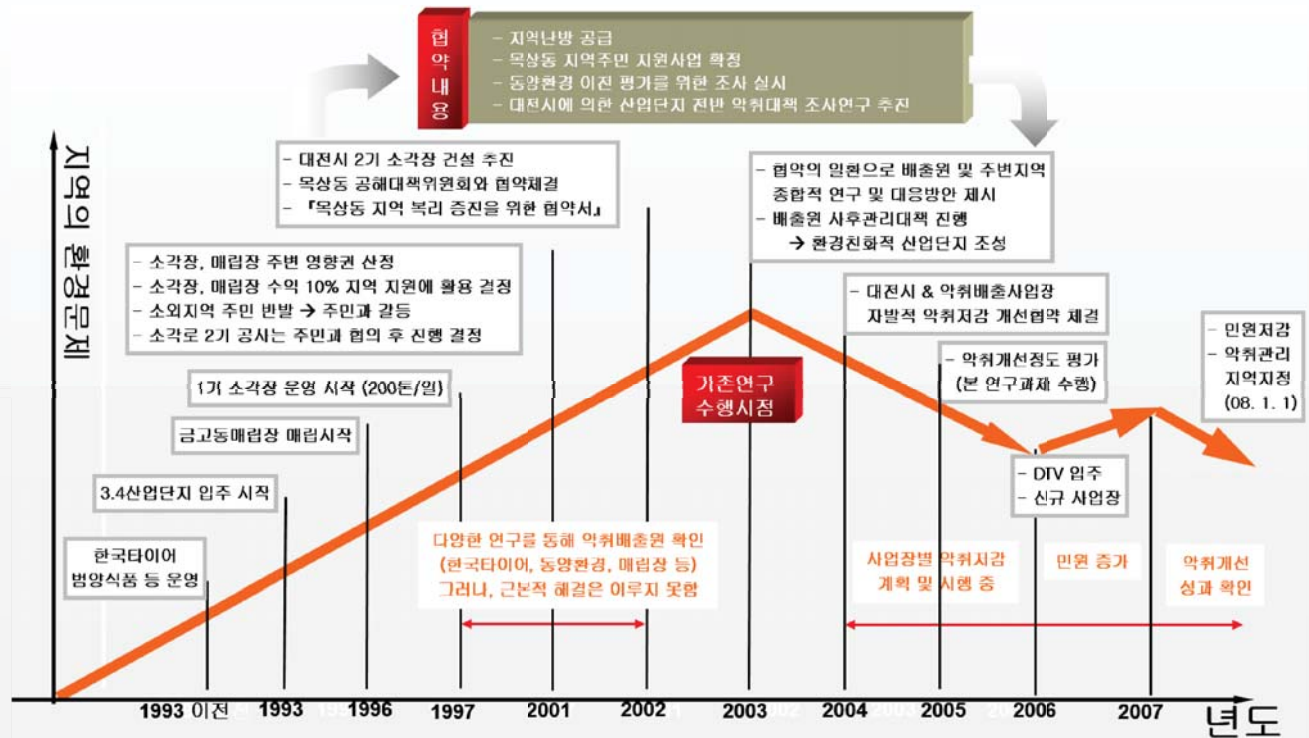 협약내용
- 지역난방 공급
- 목상동 지역주민 지원사업 확정
- 동양환경 이전 평가를 위한 조사 실시
- 대전시에 의한 산업단지 전반 악취대책 조사연구 추진
지역의 환경문제
- 대전시 2기 소각장 건설 추진
- 목상동 공해대책위원회와 협약체결
- 『목상동 지역 복리 증진을 위한 협약서』
- 협약의 일환으로 배출원 및 주변지역
종합적 연구 및 대응방안 제시
- 배출원 사후관리대책 진행
→ 환경친화적 산업단지 조성
- 소각장, 매립장 주변 영향권 산정
- 소각장, 매립장 수익 10% 지역 지원에 활용 결정
- 소외지역 주민 반발 → 주민과 갈등
- 소각로 2기 공사는 주민과 협의 후 진행 결정
- 대전시 & 악취배출사업장
자발적 악취저감 개선협약 체결
- 민원저감
- 악취관리
지역지정
(08. 1. 1)
- 악취개선정도 평가
(본 연구과제 수행)
1기 소각장 운영 시작 (200톤/일)
기존연구
수행시점
금고동매립장 매립시작
3.4산업단지 입주 시작
- DTV 입주
- 신규 사업장
한국타이어
범양식품 등 운영
다양한 연구를 통해 악취배출원 확인
(한국타이어, 동양환경, 매립장 등)
그러나, 근본적 해결은 이루지 못함
사업장별 악취저감
계획 및 시행 중
민원 증가
악취개선
성과 확인
1993 이전 1993 1996 1997 2001 2002 2003 2004 2005 2006 2007
년도